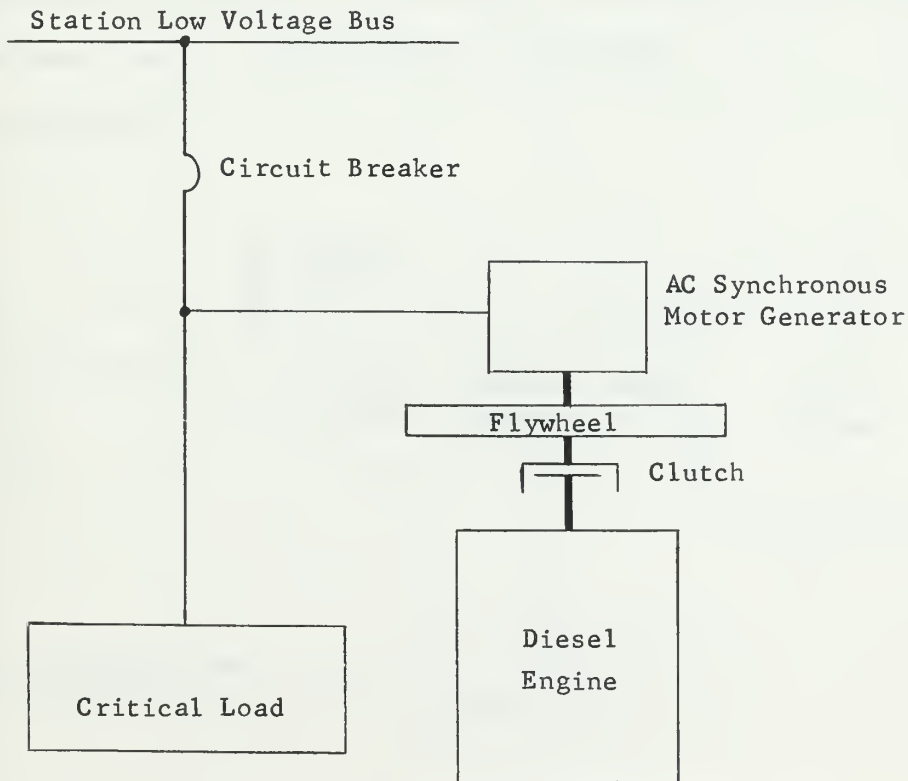 Station Low Voltage Bus
Circuit Breaker
AC Synchronous
Motor Generator
Flywheel
Clutch
Diesel
Engine
Critical Load